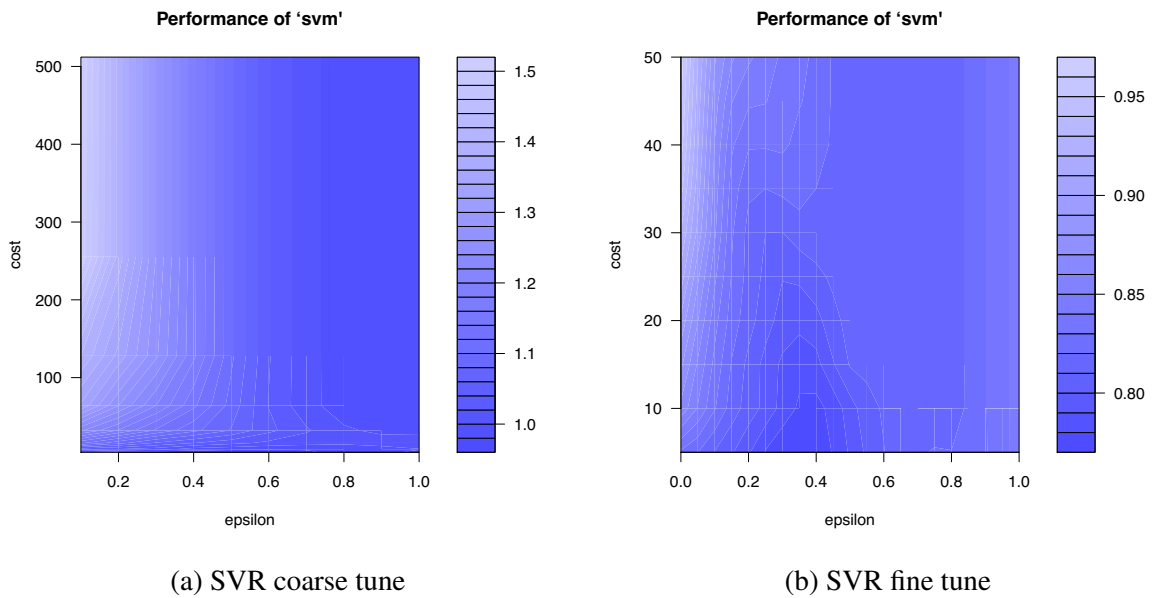 Performance of ‘svm'
500
400
300
200
100
cost
0.2 0.4 0.6 0.8 1.0
epsilon
1.5
1.4
1.3
1.2
1.1
1.0
(a) SVR coarse tune
Performance of ‘svm'
50
40
30
20
10
cost
0.0 0.2 0.4 0.6 0.8 1.0
epsilon
0.95
0.90
0.85
0.80
(b) SVR fine tune